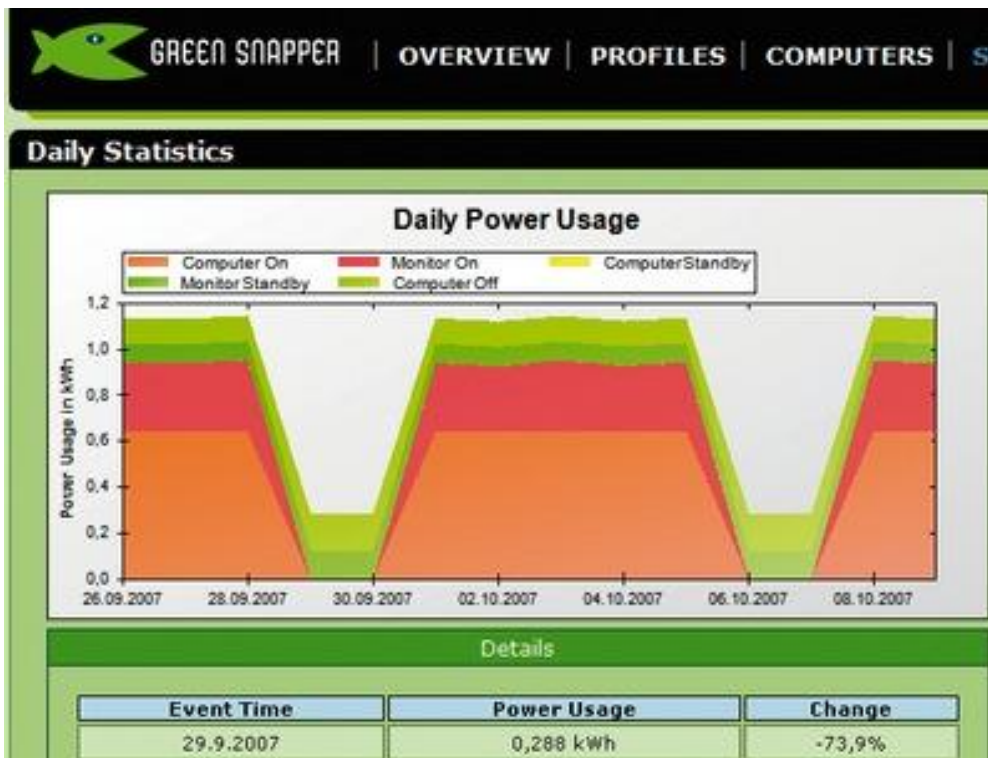 GREEN SNAPPER | OVERVIEW | PROFILES | COMPUTERS | S
Daily Statistics
Daily Power Usage
Computer On Monitor On ComputerStandby
Monitor Standby Computer Off
Power Usage in kWh
1,2
1,0
0,8
0,6
0,4
0,2
0,0
26.09.2007 28.09.2007 30.09.2007 02.10.2007 04.10.2007 06.10.2007 08.10.2007
Details
Event Time Power Usage Change
29.9.2007 0,288 kWh -73,9%